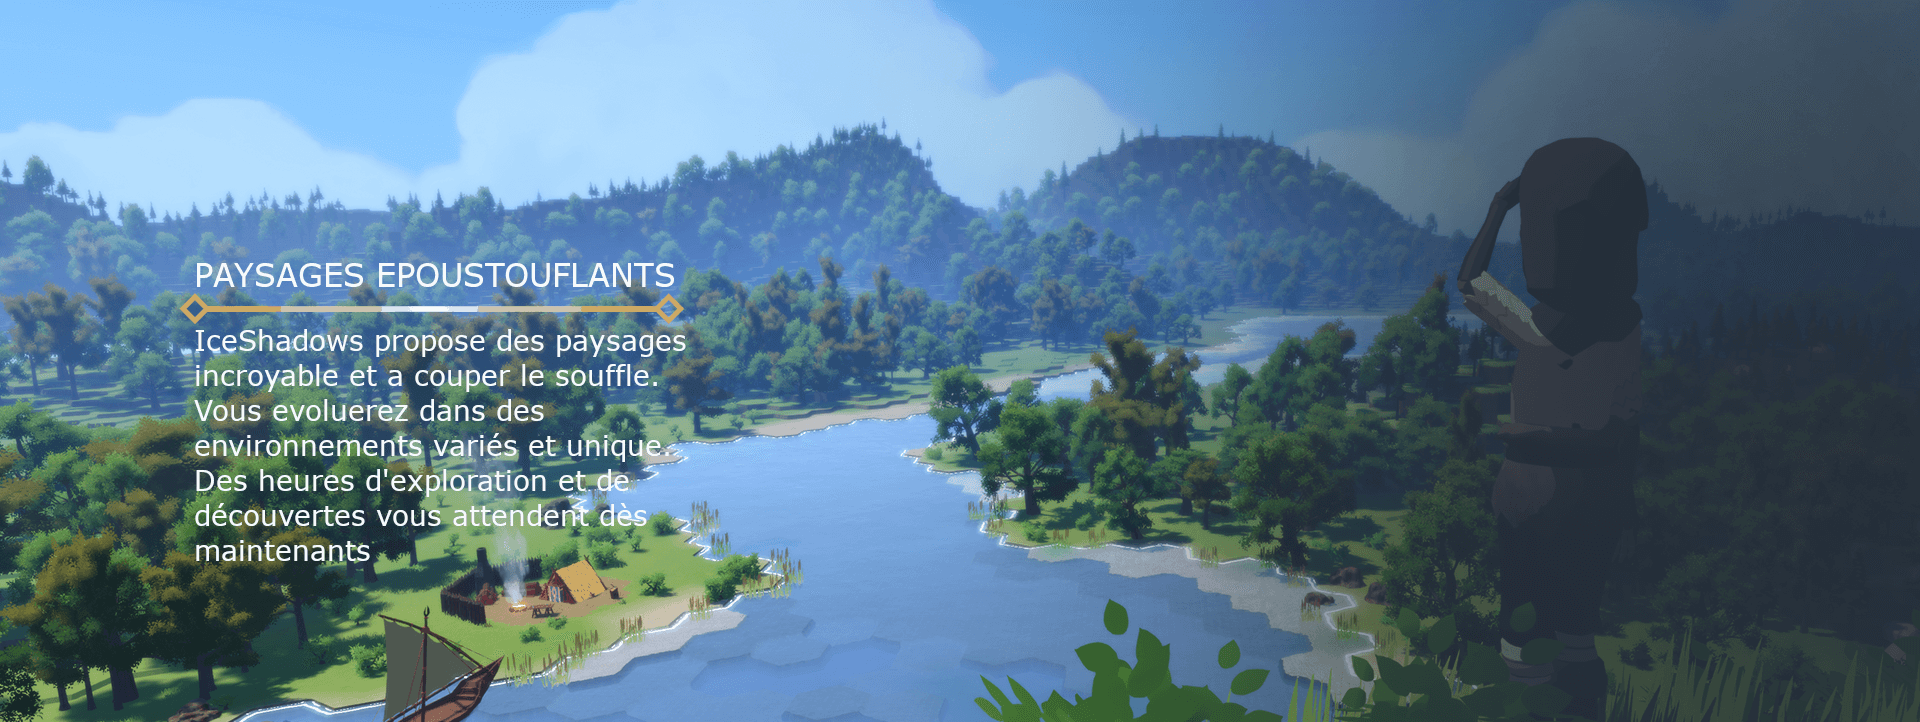 PAYSAGES EPOUSTOUFLANTS
IceShadows propose des paysages
incroyable et a couper le souffle.
Vous evoluerez dans des
environnements variés et unique.
Des heures d'exploration et de
découvertes vous attendent dès
maintenants